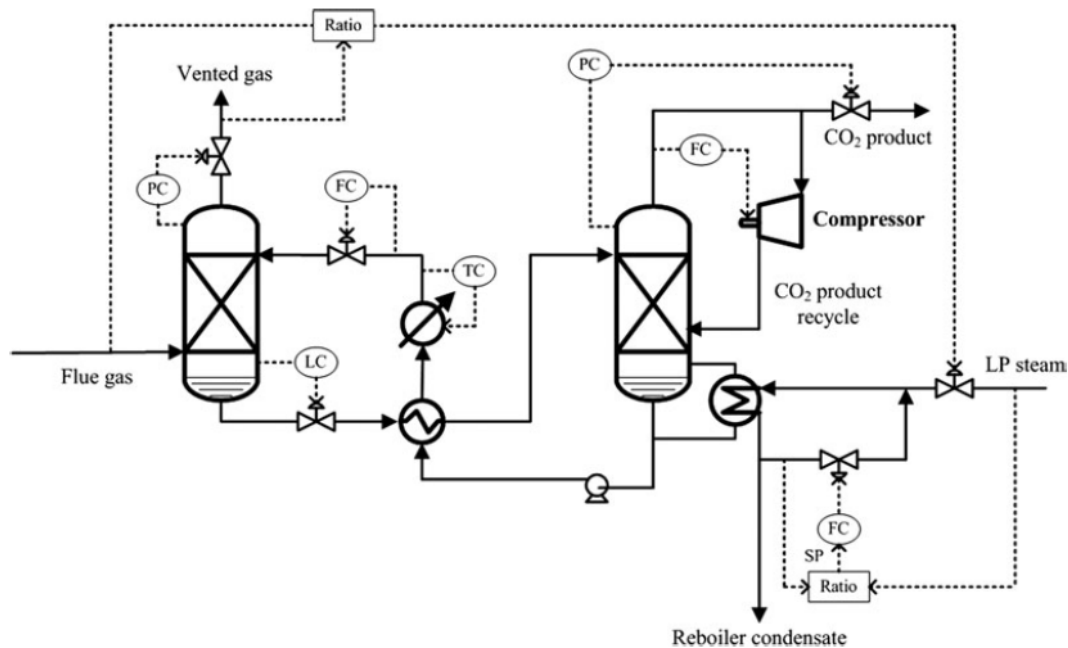 Ratio
Vented gas
PC
CO₂ product
FC
FC
PC
Compressor
TC
CO₂ product
recycle
Flue gas
LC
LP steam
FC
SP
Ratio
Reboiler condensate